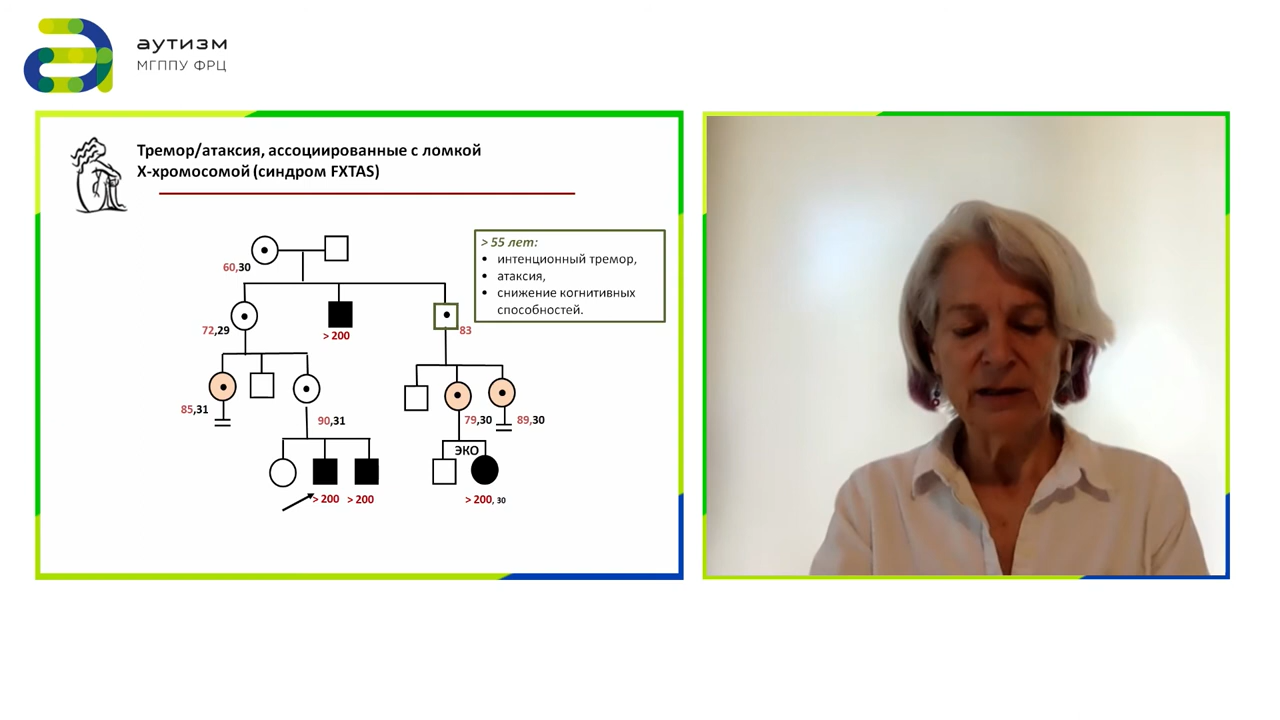 аутизм
МГППУ ФРЦ
Тремор/атаксия, ассоциированные с ломкой
Х-хромосомой (синдром FXTAS)
> 55 лет:
• интенционный тремор,
• атаксия,
• снижение когнитивных
способностей.
60,30
72,29
> 200
83
85,31
90,31
79,30
89,30
ЭКО
> 200
> 200
> 200, 30